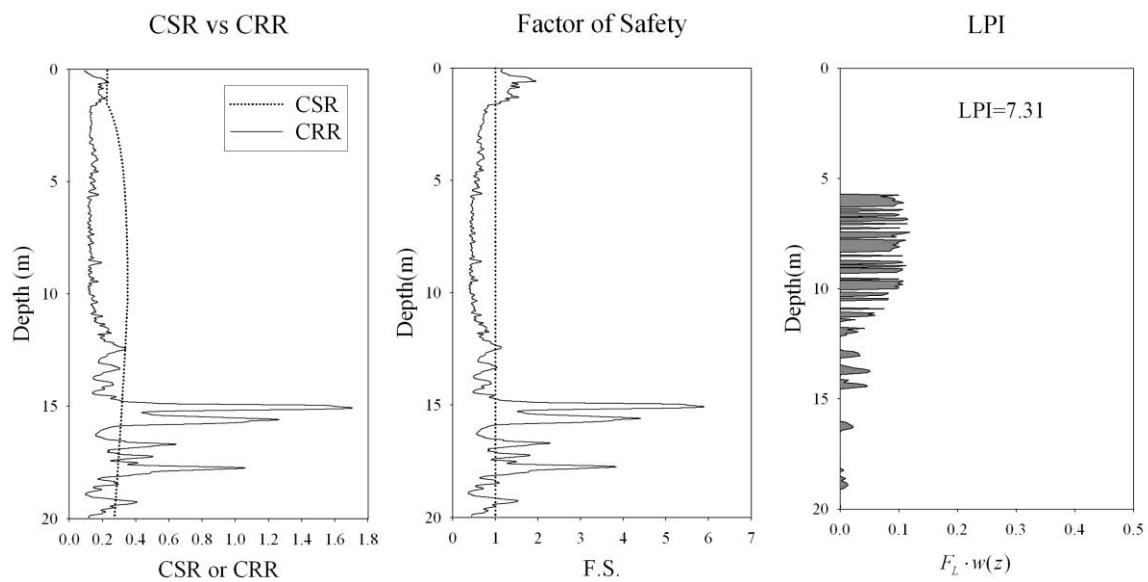 CSR vs CRR
0
5
10
15
20
Depth (m)
CSR
CRR
0.0 0.2 0.4 0.6 0.8 1.0 1.2 1.4 1.6 1.8
CSR or CRR
Factor of Safety
0
5
10
15
20
Depth(m)
0 1 2 3 4 5 6 7
F.S.
LPI
0
5
10
15
20
Depth(m)
LPI=7.31
0.0 0.1 0.2 0.3 0.4 0.5
F_L · w(z)